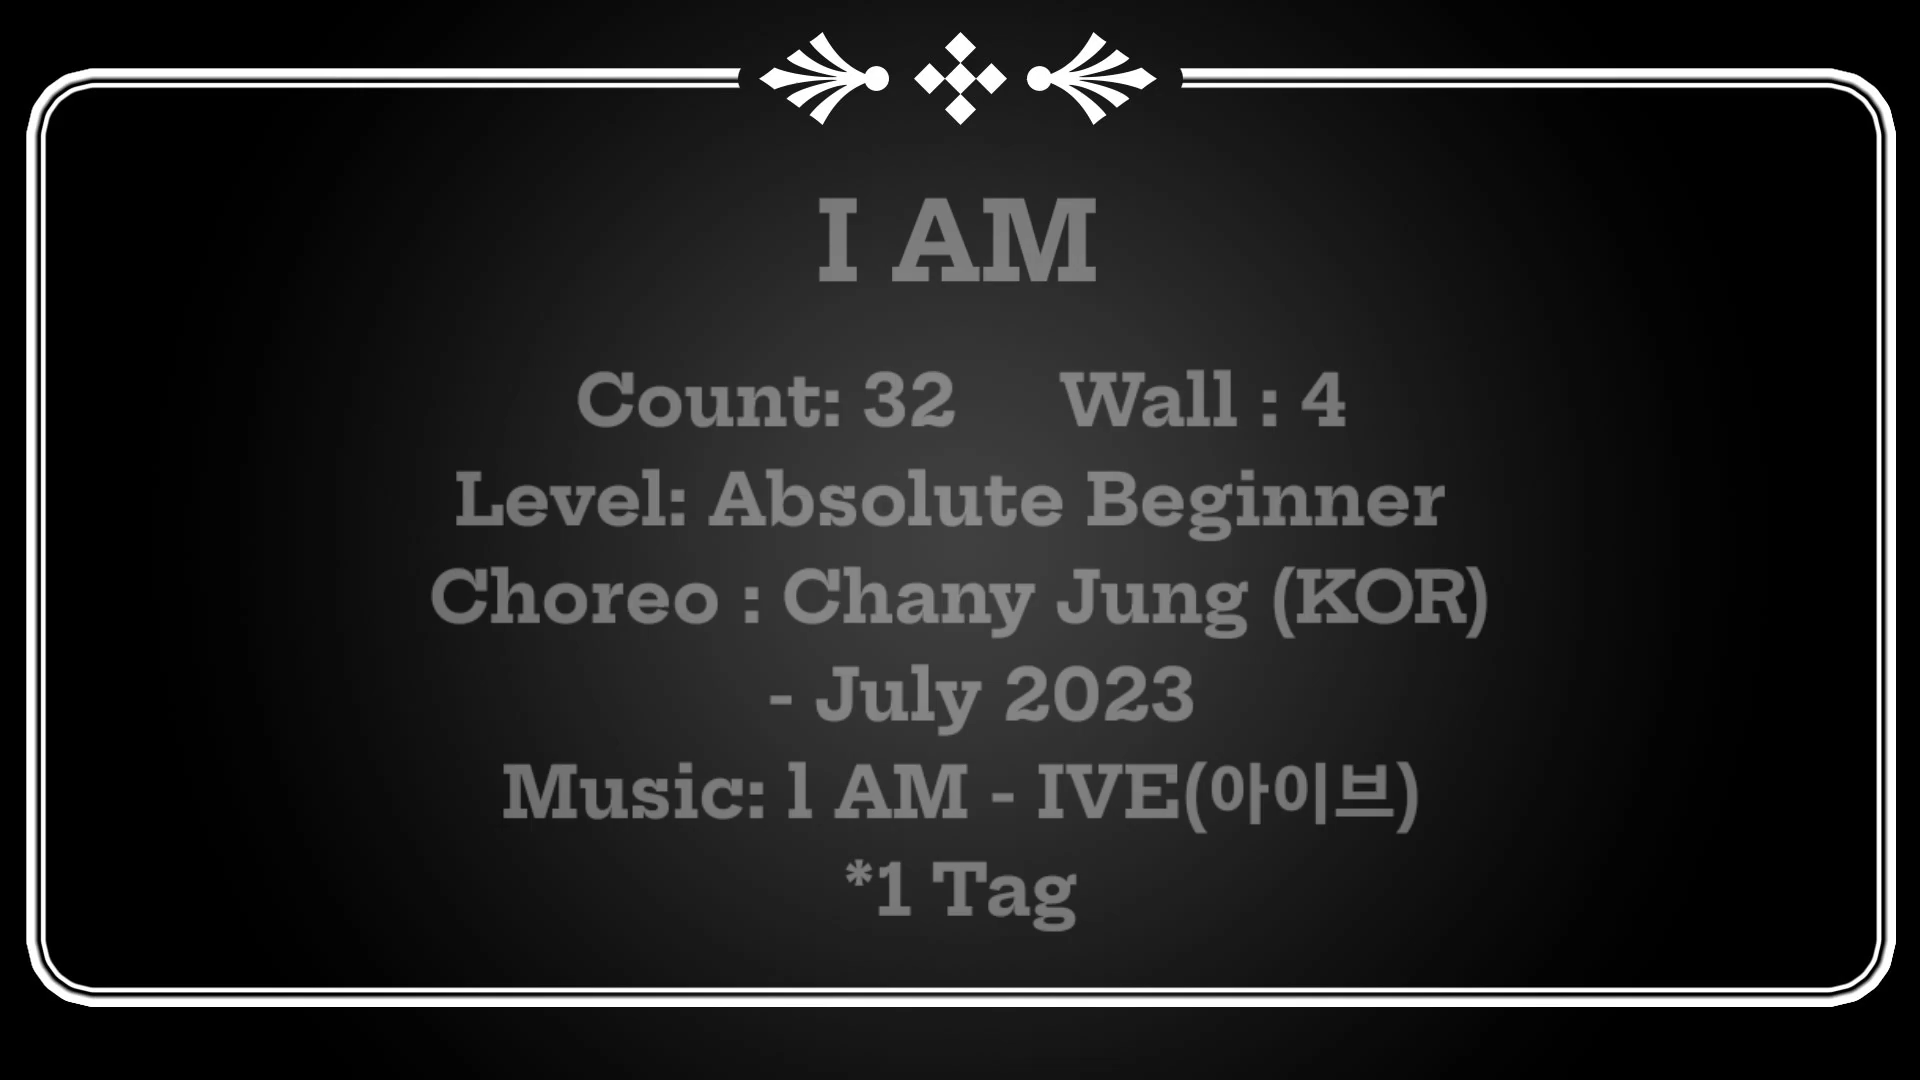 I AM
Count: 32 Wall : 4
Level: Absolute Beginner
Choreo : Chany Jung (KOR)
- July 2023
Music: l AM - IVE(아이브)
*1 Tag